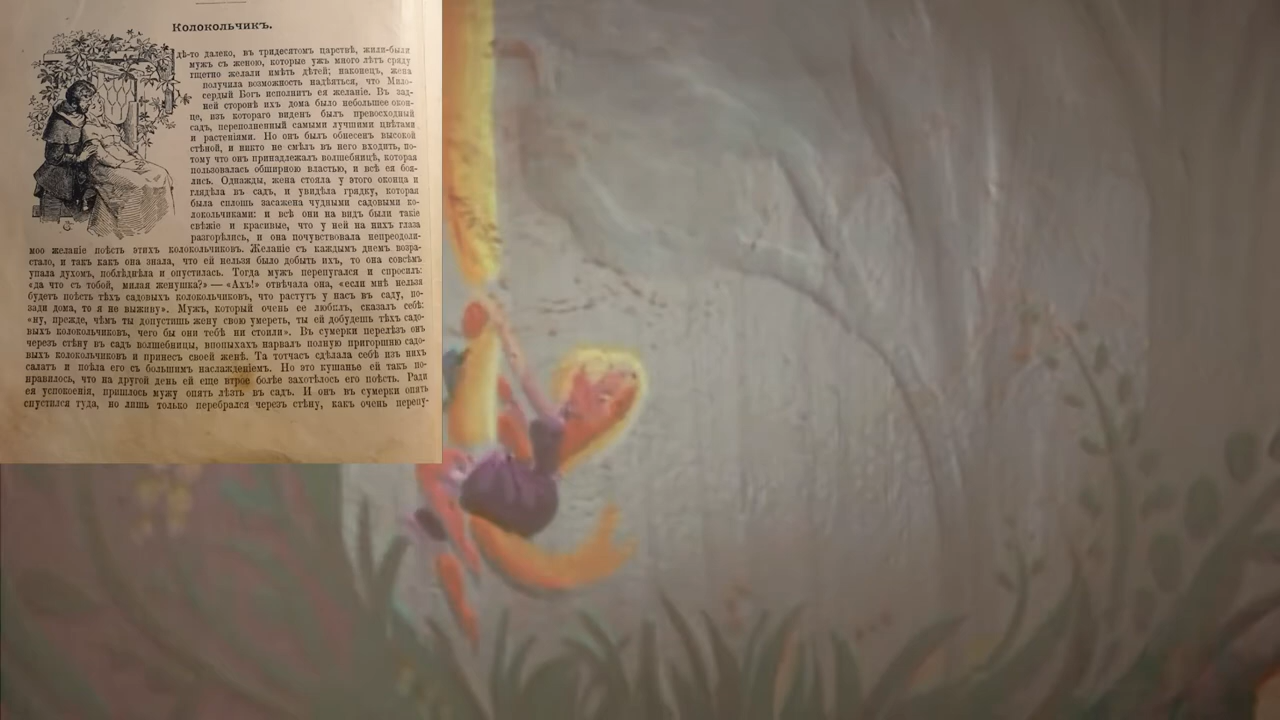 Колокольчикъ.
дѣ-то далеко, въ тридесятомъ царствѣ, жили-были
мужъ съ женою, которые ужъ много лѣтъ сряду
тщетно желали имѣть дѣтей; наконецъ, жена
получила возможность надѣяться, что Мило-
сердый Богъ исполнитъ ея желаніе. Въ зад-
ней сторонѣ ихъ дома было небольшее окон-
це, изъ котораго виденъ былъ превосходный
садъ, переполненный самыми лучшими цвѣтами
и растеніями. Но онъ былъ обнесенъ высокой
стѣной, и никто не смѣлъ въ него входить, по-
тому что онъ принадлежалъ волшебницѣ, которая
пользовалась обширною властью, и всѣ ея боя-
лись. Однажды, жена стояла у этого оконца и
глядѣла въ садъ, и увидѣла грядку, которая
была сплошь засажена чудными садовыми ко-
локольчиками: и всѣ они на видъ были такіе
свѣжіе и красивые, что у ней на нихъ глаза
разгорѣлись, и она почувствовала непреодоли-
моо желаніе поѣсть этихъ колокольчиковъ. Желаніе съ каждымъ днемъ возра-
стало, и такъ какъ она знала, что ей нельзя было добыть ихъ, то она совсѣмъ
упала духомъ, поблѣднѣла и опустилась. Тогда мужъ перепугался и спросилъ:
«да что съ тобой, милая женушка?» — «Ахъ!» отвѣчала она, «если мнѣ нельзя
будетъ поѣсть тѣхъ садовыхъ колокольчиковъ, что растутъ у насъ въ саду, по-
зади дома, то я не выживу». Мужъ, который очень ее любилъ, сказалъ себѣ:
«ну, прежде, чѣмъ ты допустишь жену свою умереть, ты ей добудешь тѣхъ садо-
выхъ колокольчиковъ, чего бы они тебѣ ни стоили». Въ сумерки перелѣзъ онъ
черезъ стѣну въ садъ волшебницы, впопыхахъ нарвалъ полную пригоршню садо-
выхъ колокольчиковъ и принесъ своей женѣ. Та тотчасъ сдѣлала себѣ изъ нихъ
салатъ и поѣла его съ большимъ наслажденіемъ. Но это кушанье ей такъ по-
нравилось, что на другой день ей еще втрое болѣе захотѣлось его поѣсть. Ради
ея успокоенія, пришлось мужу опять лѣзть въ садъ. И онъ въ сумерки опять
спустился туда, но лишь только перебрался черезъ стѣну, какъ очень перепу-